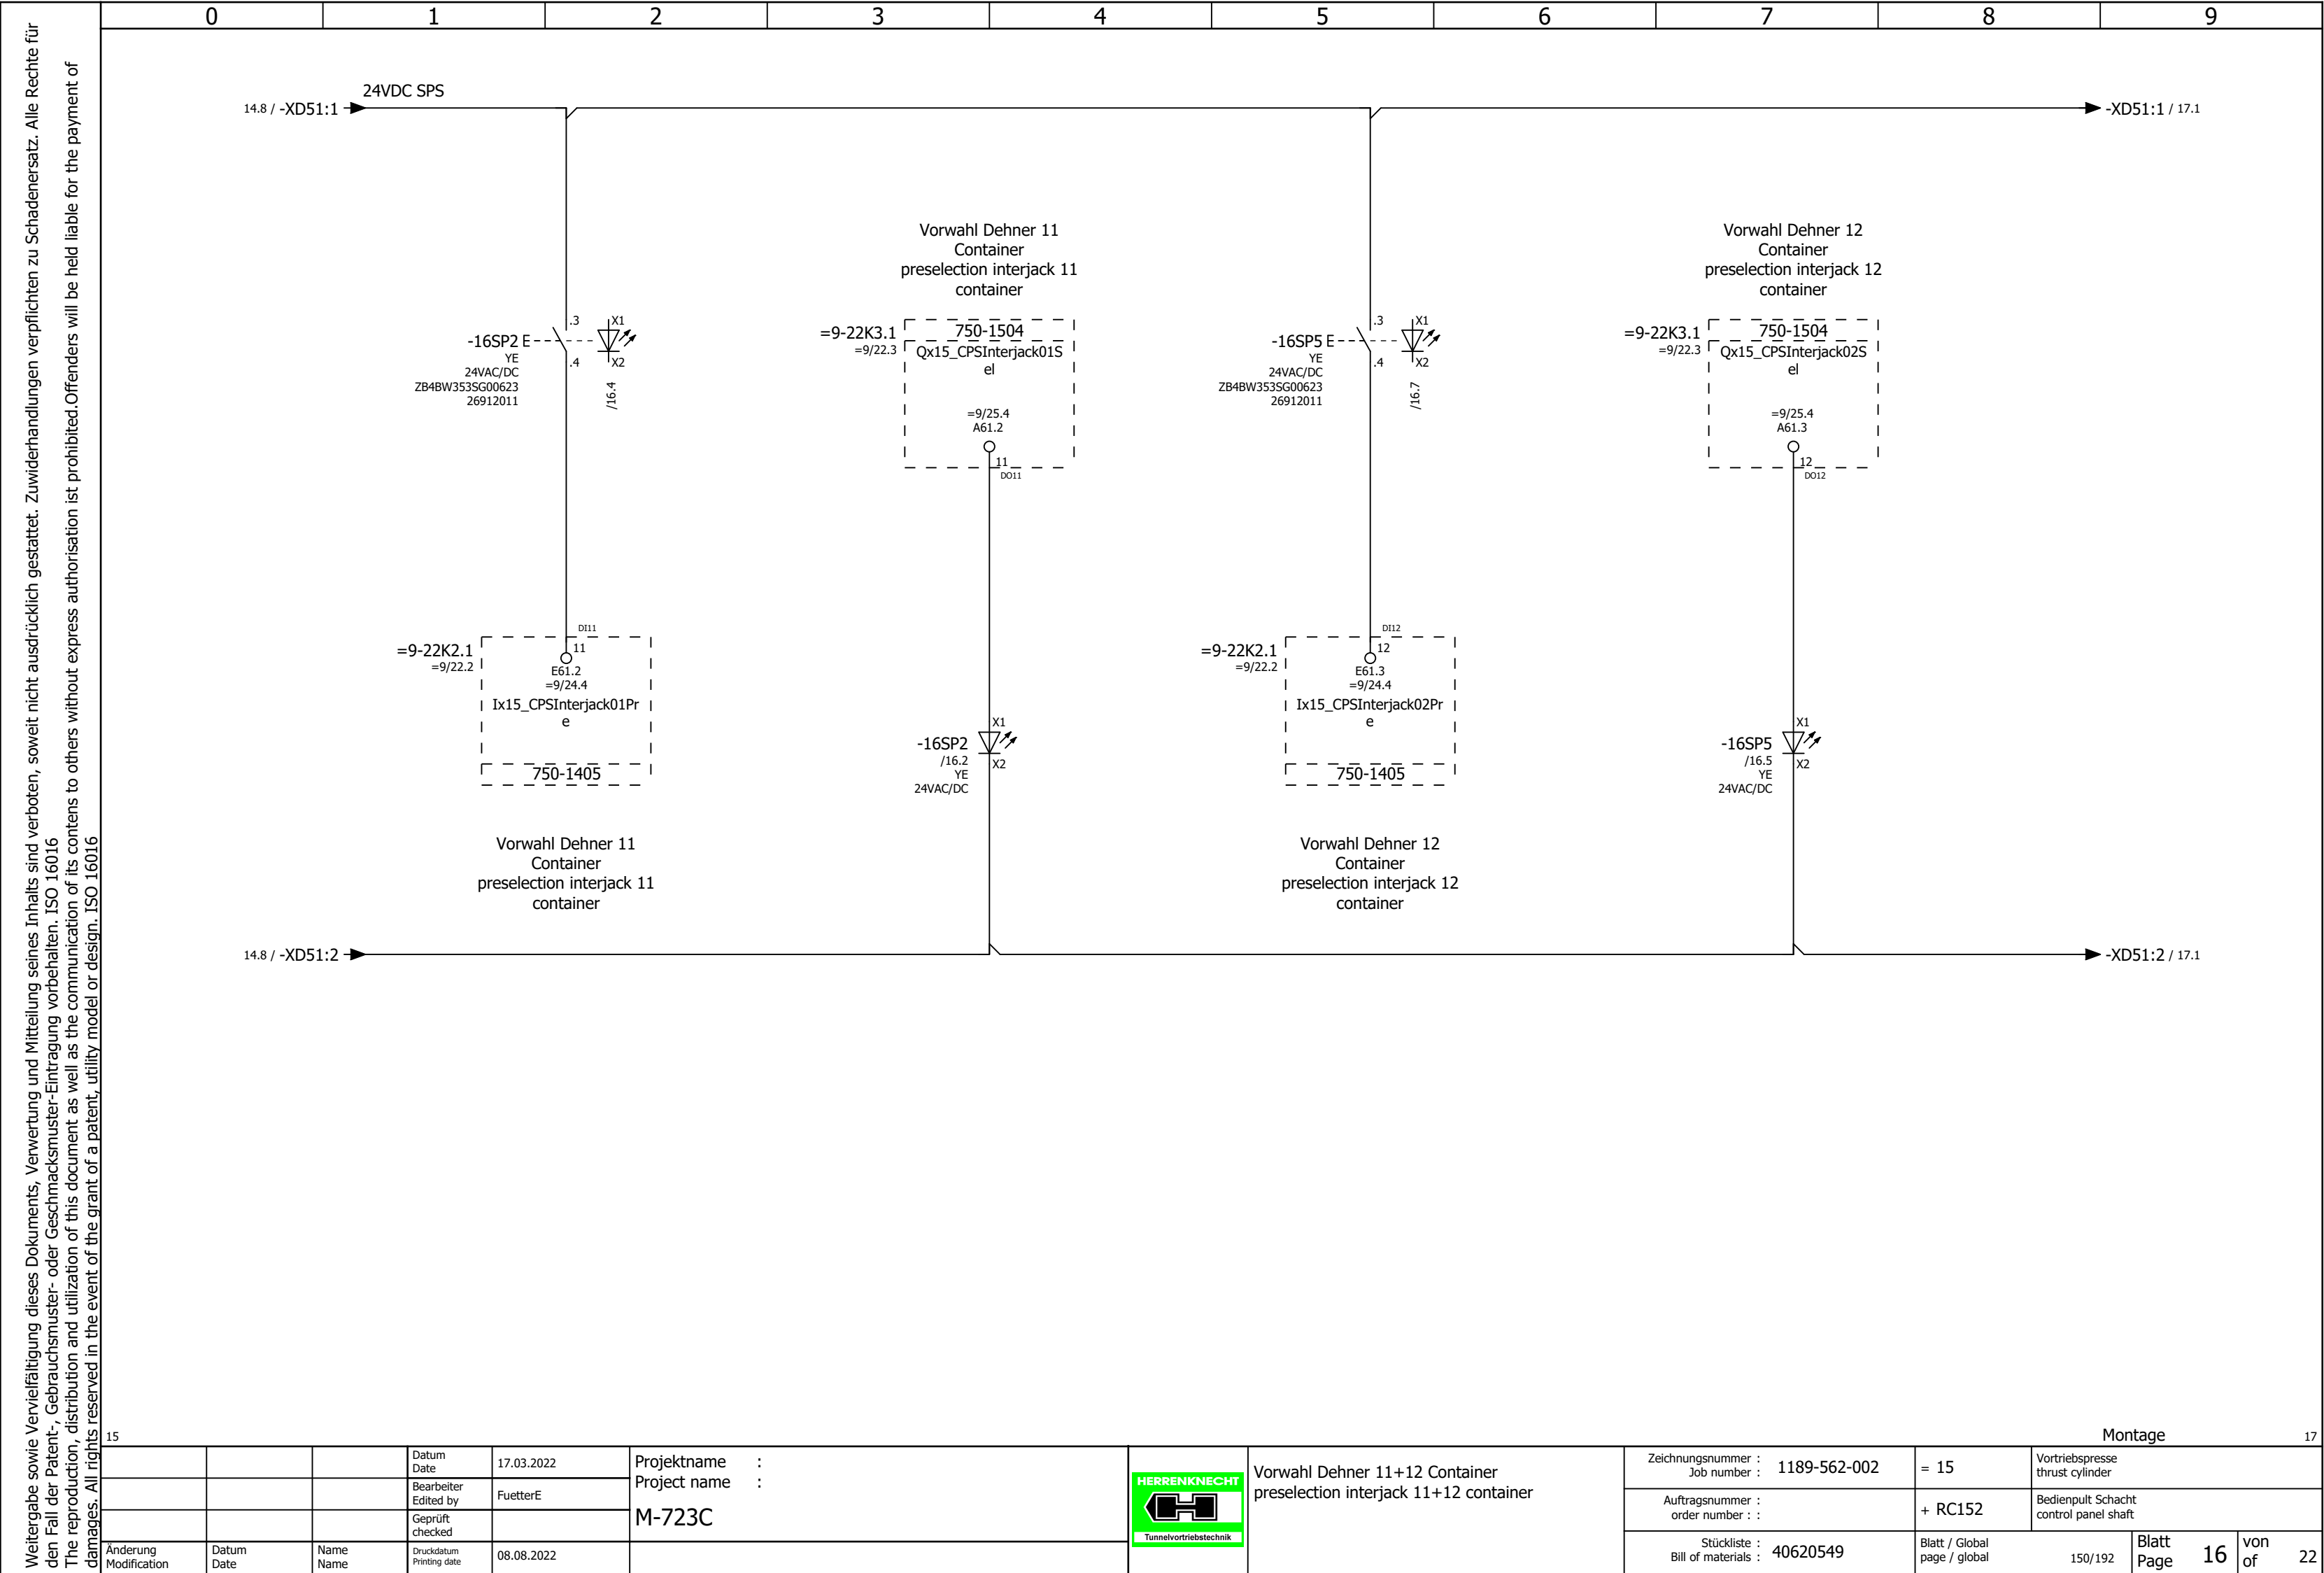 0 1 2 3 4 5 6 7 8 9
Weitergabe sowie Vervielfältigung dieses Dokuments, Verwertung und Mitteilung seines Inhalts sind verboten, soweit nicht ausdrücklich gestattet. Zuwiderhandlungen verpflichten zu Schadenersatz. Alle Rechte für
den Fall der Patent-, Gebrauchsmuster- oder Geschmacksmuster-Eintragung vorbehalten. ISO 16016
The reproduction, distribution and utilization of this document as well as the communication of its contens to others without express authorisation ist prohibited.Offenders will be held liable for the payment of
damages. All rights reserved in the event of the grant of a patent, utility model or design. ISO 16016
24VDC SPS
14.8 / -XD51:1
-XD51:1 / 17.1
Vorwahl Dehner 11
Container
preselection interjack 11
container
Vorwahl Dehner 12
Container
preselection interjack 12
container
-16SP2 E
YE
24VAC/DC
ZB4BW353SG00623
26912011
.3
.4
X1
X2
/16.4
=9-22K3.1
=9/22.3
750-1504
Qx15_CPSInterjack01S
el
=9/25.4
A61.2
11
DO11
-16SP5 E
YE
24VAC/DC
ZB4BW353SG00623
26912011
.3
.4
X1
X2
/16.7
=9-22K3.1
=9/22.3
750-1504
Qx15_CPSInterjack02S
el
=9/25.4
A61.3
12
DO12
=9-22K2.1
=9/22.2
DI11
11
E61.2
=9/24.4
Ix15_CPSInterjack01Pr
e
750-1405
-16SP2
/16.2
YE
24VAC/DC
X1
X2
=9-22K2.1
=9/22.2
DI12
12
E61.3
=9/24.4
Ix15_CPSInterjack02Pr
e
750-1405
-16SP5
/16.5
YE
24VAC/DC
X1
X2
Vorwahl Dehner 11
Container
preselection interjack 11
container
Vorwahl Dehner 12
Container
preselection interjack 12
container
14.8 / -XD51:2
-XD51:2 / 17.1
15
Montage
17
Datum
Date
17.03.2022
Bearbeiter
Edited by
FuetterE
Geprüft
checked
Änderung
Modification
Datum
Date
Name
Name
Druckdatum
Printing date
08.08.2022
Projektname :
Project name :
M-723C
HERRENKNECHT
Tunnelvortriebstechnik
Vorwahl Dehner 11+12 Container
preselection interjack 11+12 container
Zeichnungsnummer :
Job number :
1189-562-002
Auftragsnummer :
order number : :
Stückliste :
Bill of materials :
40620549
= 15
Vortriebspresse
thrust cylinder
+ RC152
Bedienpult Schacht
control panel shaft
Blatt / Global
page / global
150/192
Blatt
Page
16
von
of
22